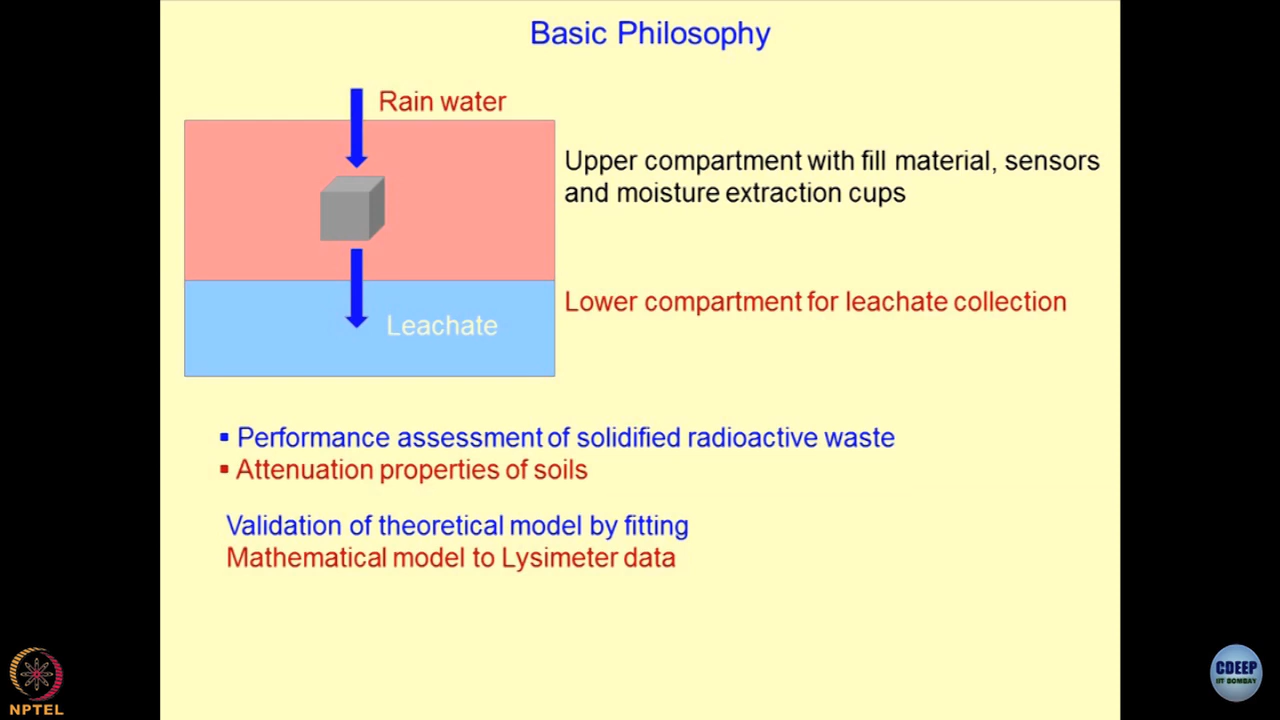 Basic Philosophy
Rain water
Upper compartment with fill material, sensors
and moisture extraction cups
Lower compartment for leachate collection
Leachate
▪ Performance assessment of solidified radioactive waste
▪ Attenuation properties of soils
Validation of theoretical model by fitting
Mathematical model to Lysimeter data
NPTEL
CDEEP
IIT BOMBAY